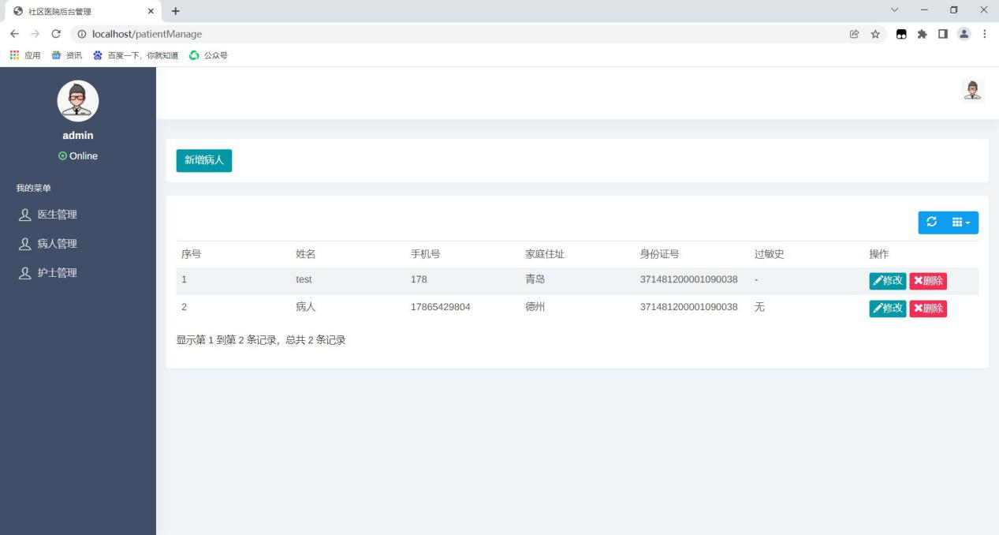 社区医院后台管理
localhost/patientManage
应用 资讯 百度一下，你就知道 公众号
admin
Online
我的菜单
医生管理
病人管理
护士管理
新增病人
序号 姓名 手机号 家庭住址 身份证号 过敏史 操作
1 test 178 青岛 371481200001090038 - 修改 删除
2 病人 17865429804 德州 371481200001090038 无 修改 删除
显示第 1 到第 2 条记录，总共 2 条记录